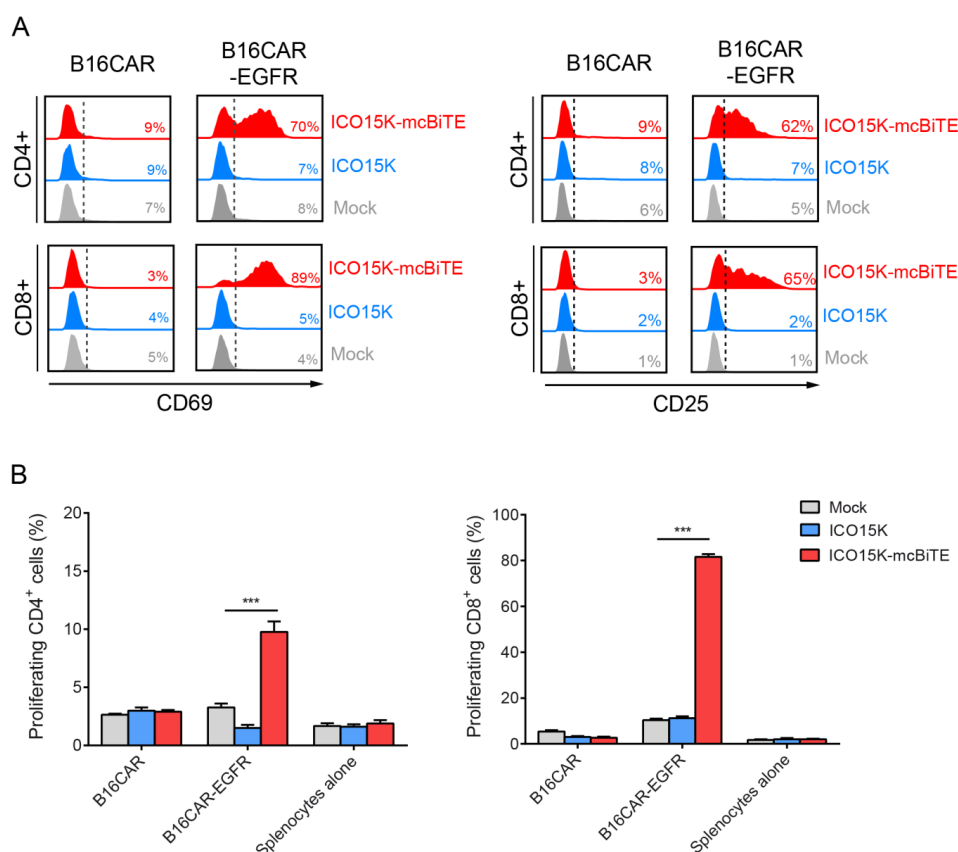 A
B16CAR
B16CAR
-EGFR
CD4+
9%
70%
ICO15K-mcBiTE
9%
7%
ICO15K
7%
8%
Mock
CD8+
3%
89%
ICO15K-mcBiTE
4%
5%
ICO15K
5%
4%
Mock
CD69
B16CAR
B16CAR
-EGFR
CD4+
9%
62%
ICO15K-mcBiTE
8%
7%
ICO15K
6%
5%
Mock
CD8+
3%
65%
ICO15K-mcBiTE
2%
2%
ICO15K
1%
1%
Mock
CD25
B
Proliferating CD4⁺ cells (%)
20
15
10
5
0
***
B16CAR
B16CAR-EGFR
Splenocytes alone
Proliferating CD8⁺ cells (%)
100
80
60
40
20
0
***
B16CAR
B16CAR-EGFR
Splenocytes alone
Mock
ICO15K
ICO15K-mcBiTE